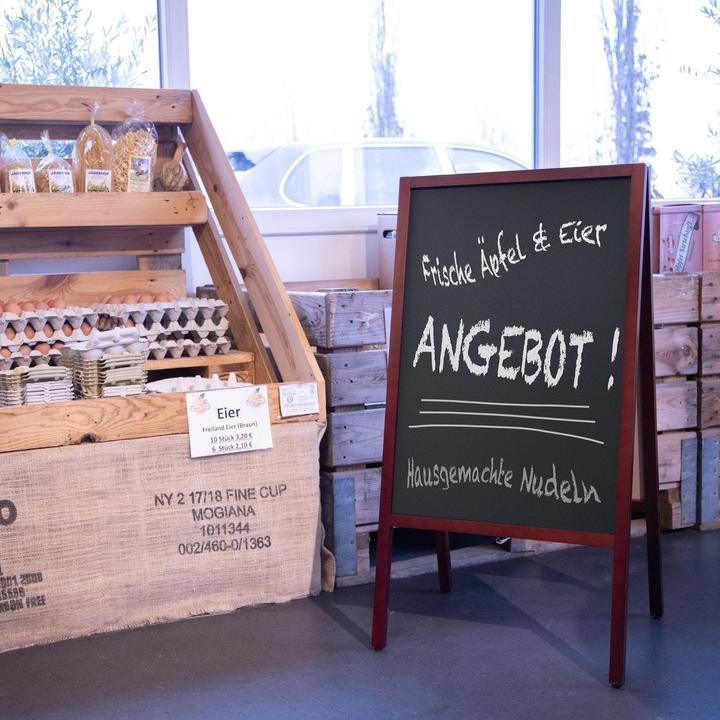 Frische Äpfel & Eier
ANGEBOT!
Hausgemachte Nudeln
Eier
Freiland Eier (Braun)
10 Stück 3,20 €
6 Stück 2,10 €
NY 2 17/18 FINE CUP
MOGIANA
1011344
002/460-0/1363